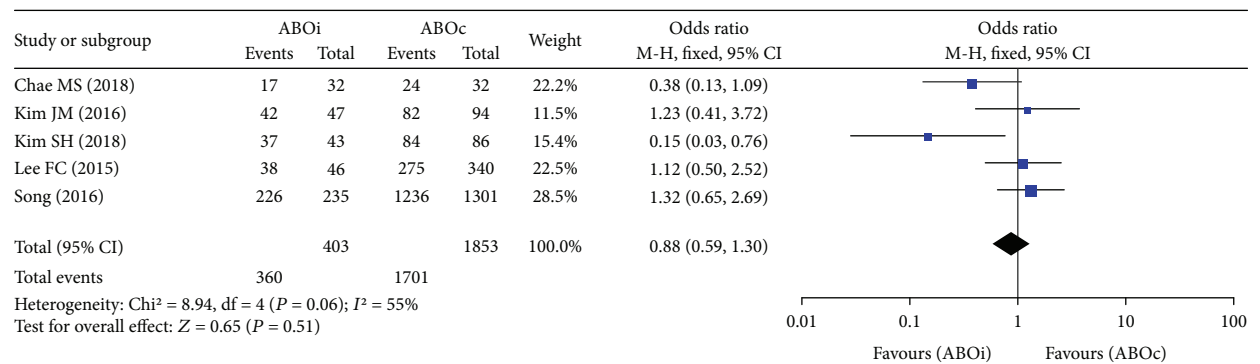 Study or subgroup ABOi ABOc Weight Odds ratio Odds ratio
Events Total Events Total M-H, fixed, 95% CI M-H, fixed, 95% CI
Chae MS (2018) 17 32 24 32 22.2% 0.38 (0.13, 1.09)
Kim JM (2016) 42 47 82 94 11.5% 1.23 (0.41, 3.72)
Kim SH (2018) 37 43 84 86 15.4% 0.15 (0.03, 0.76)
Lee FC (2015) 38 46 275 340 22.5% 1.12 (0.50, 2.52)
Song (2016) 226 235 1236 1301 28.5% 1.32 (0.65, 2.69)
Total (95% CI) 403 1853 100.0% 0.88 (0.59, 1.30)
Total events 360 1701
Heterogeneity: Chi² = 8.94, df = 4 (P = 0.06); I² = 55%
Test for overall effect: Z = 0.65 (P = 0.51)
0.01 0.1 1 10 100
Favours (ABOi) Favours (ABOc)